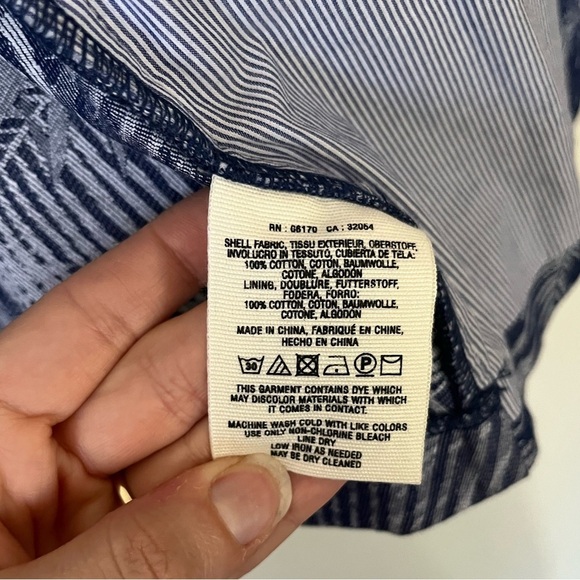 RN : 66170 CA : 32054
SHELL FABRIC, TISSU EXTERIEUR, OBERSTOFF,
INVOLUCRO IN TESSUTO, CUBIERTA DE TELA:
100% COTTON, COTON, BAUMWOLLE,
COTONE, ALGODON
LINING, DOUBLURE, FUTTERSTOFF,
FODERA, FORRO:
100% COTTON, COTON, BAUMWOLLE,
COTONE, ALGODON
MADE IN CHINA, FABRIQUÉ EN CHINE,
HECHO EN CHINA
30 P
THIS GARMENT CONTAINS DYE WHICH
MAY DISCOLOR MATERIALS WITH WHICH
IT COMES IN CONTACT.
MACHINE WASH COLD WITH LIKE COLORS
USE ONLY NON-CHLORINE BLEACH
LINE DRY
LOW IRON AS NEEDED
MAY BE DRY CLEANED